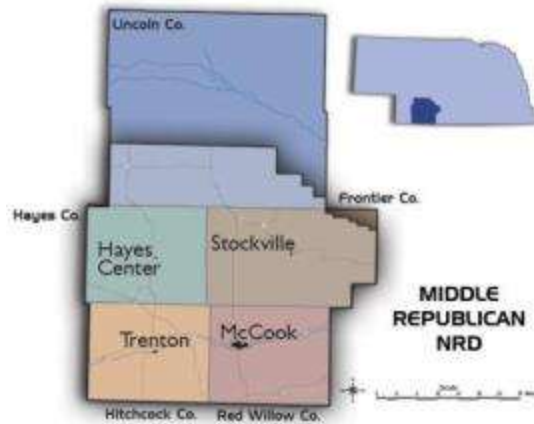 Lincoln Co.
Frontier Co.
Hayes Co.
Hayes
Center
Stockville
MIDDLE
REPUBLICAN
NRD
Trenton
McCook
Hitchcock Co.
Red Willow Co.